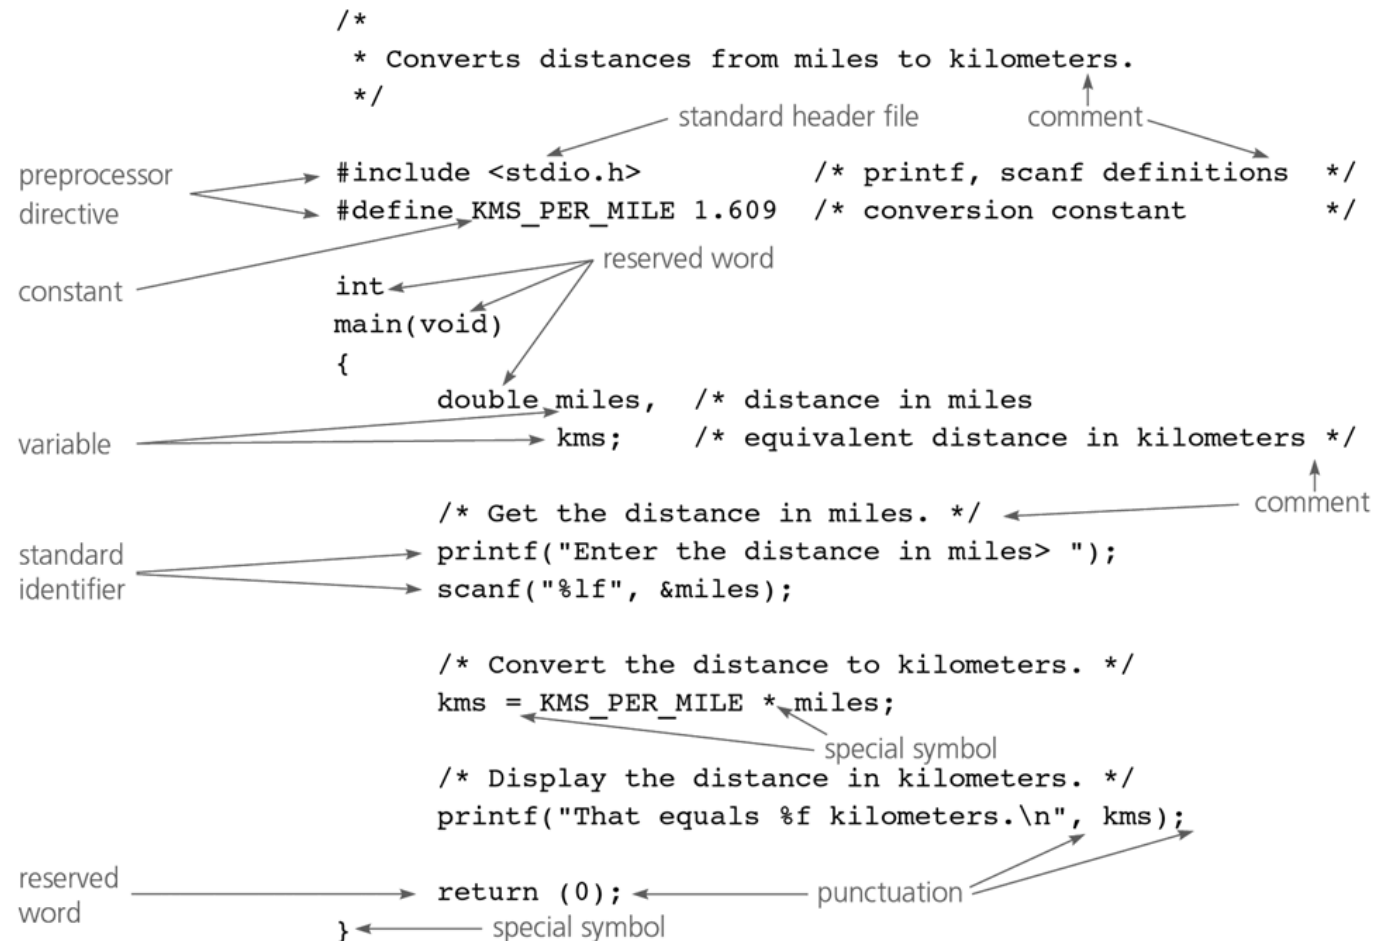 /*
 * Converts distances from miles to kilometers.
 */
standard header file comment
preprocessor directive
#include <stdio.h> /* printf, scanf definitions */
#define KMS_PER_MILE 1.609 /* conversion constant */
reserved word
constant
int
main(void)
{
double miles, /* distance in miles
variable
kms; /* equivalent distance in kilometers */
comment
/* Get the distance in miles. */
standard identifier
printf("Enter the distance in miles> ");
scanf("%lf", &miles);
/* Convert the distance to kilometers. */
kms = KMS_PER_MILE * miles;
special symbol
/* Display the distance in kilometers. */
printf("That equals %f kilometers.\n", kms);
reserved word
return (0);
punctuation
}
special symbol